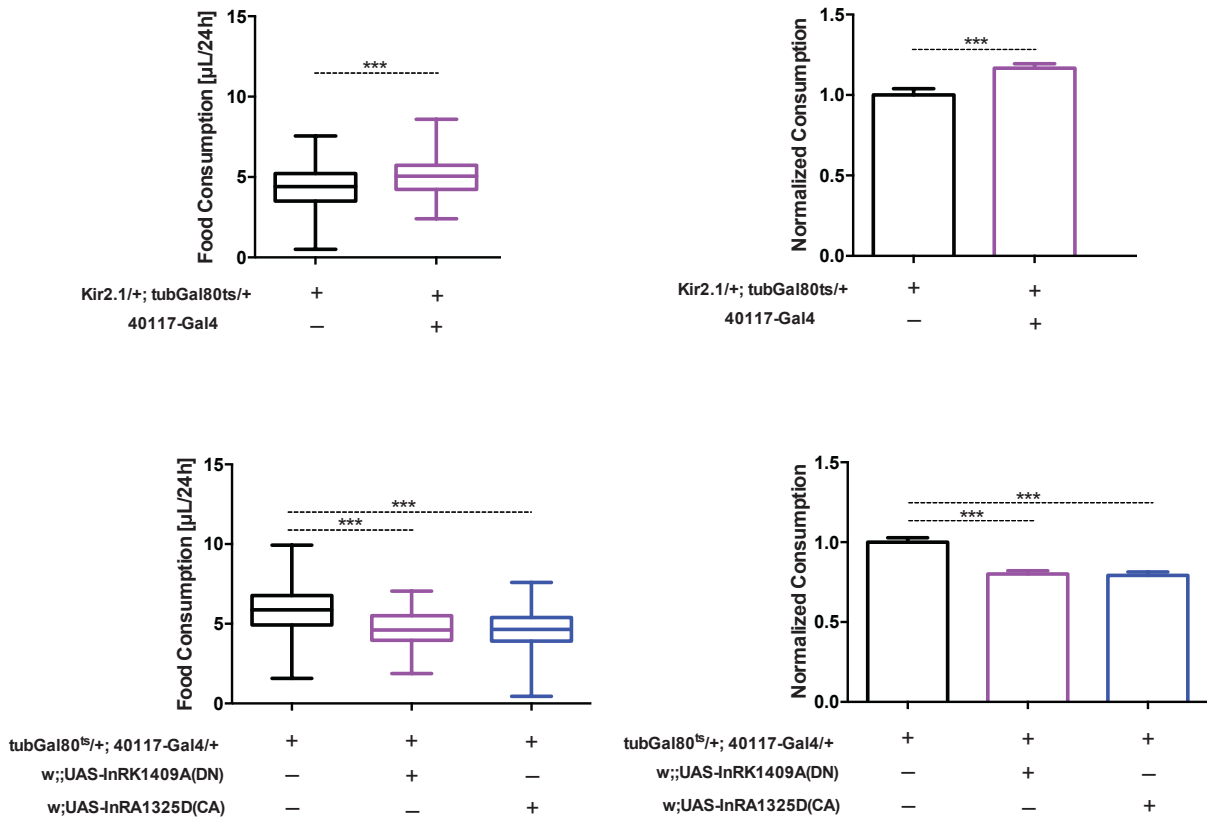 Food Consumption [µL/24h]
15
10
5
0
***
Kir2.1/+; tubGal80ts/+ + +
40117-Gal4 – +
Normalized Consumption
1.5
1.0
0.5
0.0
***
Kir2.1/+; tubGal80ts/+ + +
40117-Gal4 – +
Food Consumption [µL/24h]
15
10
5
0
***
***
tubGal80ts/+; 40117-Gal4/+ + + +
w;;UAS-InRK1409A(DN) – + –
w;UAS-InRA1325D(CA) – – +
Normalized Consumption
1.5
1.0
0.5
0.0
***
***
tubGal80ts/+; 40117-Gal4/+ + + +
w;;UAS-InRK1409A(DN) – + –
w;UAS-InRA1325D(CA) – – +